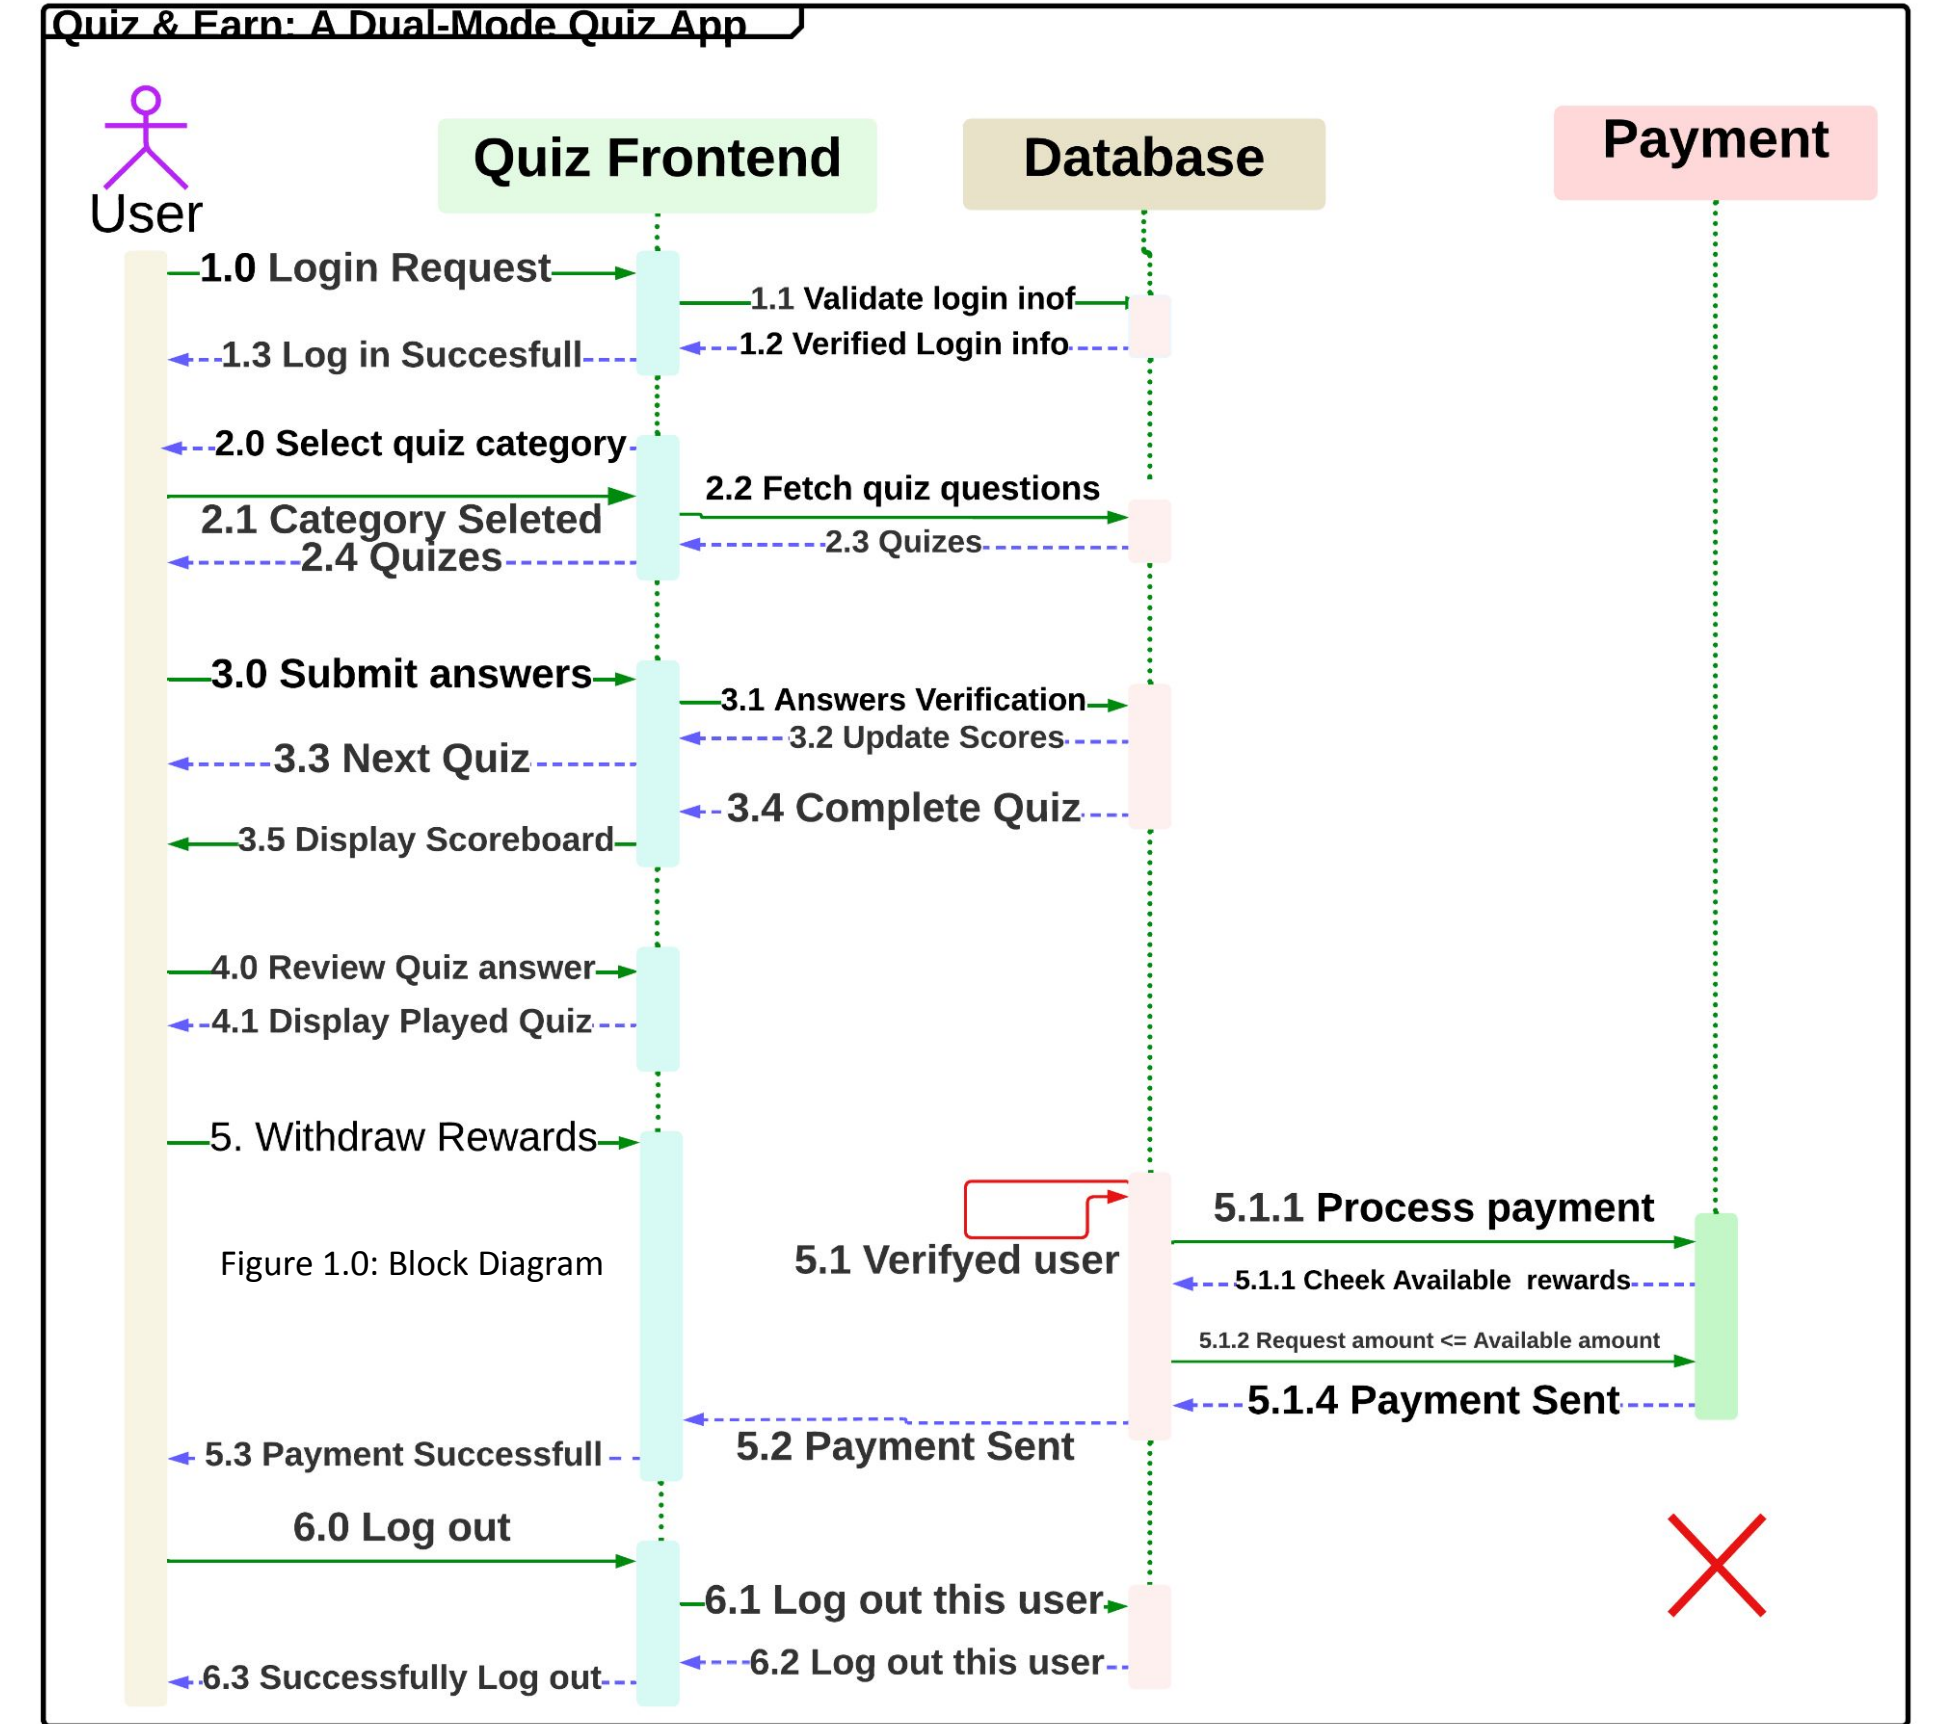 Quiz & Earn: A Dual-Mode Quiz App
User
Quiz Frontend
Database
Payment
1.0 Login Request
1.1 Validate login inof
1.2 Verified Login info
1.3 Log in Succesfull
2.0 Select quiz category
2.2 Fetch quiz questions
2.1 Category Seleted
2.3 Quizes
2.4 Quizes
3.0 Submit answers
3.1 Answers Verification
3.2 Update Scores
3.3 Next Quiz
3.4 Complete Quiz
3.5 Display Scoreboard
4.0 Review Quiz answer
4.1 Display Played Quiz
5. Withdraw Rewards
5.1.1 Process payment
5.1 Verifyed user
Figure 1.0: Block Diagram
5.1.1 Cheek Available rewards
5.1.2 Request amount <= Available amount
5.1.4 Payment Sent
5.2 Payment Sent
5.3 Payment Successfull
6.0 Log out
6.1 Log out this user
6.2 Log out this user
6.3 Successfully Log out